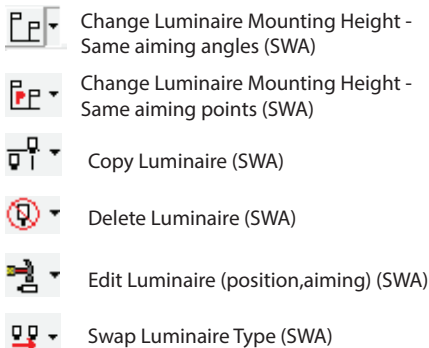 Change Luminaire Mounting Height -
Same aiming angles (SWA)
Change Luminaire Mounting Height -
Same aiming points (SWA)
Copy Luminaire (SWA)
Delete Luminaire (SWA)
Edit Luminaire (position,aiming) (SWA)
Swap Luminaire Type (SWA)